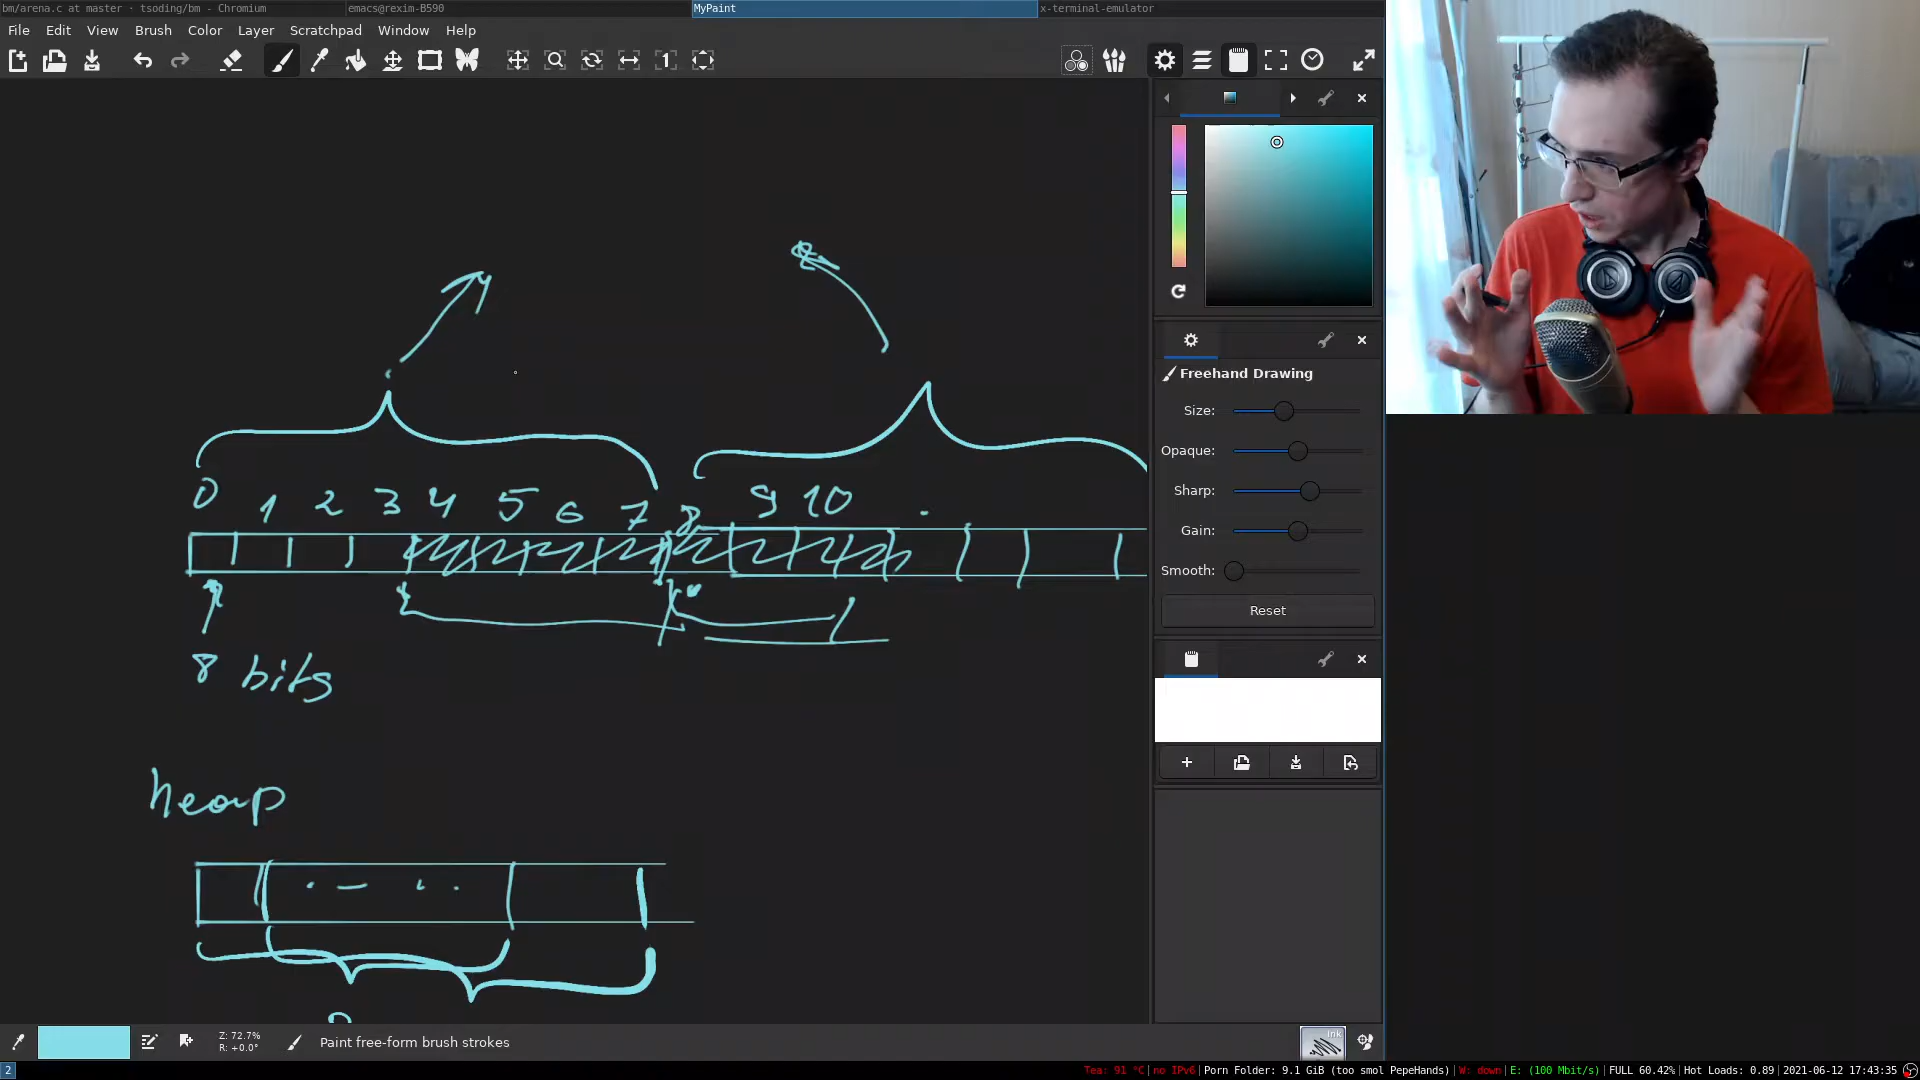 bm/arena.c at master · tsoding/bm - Chromium
emacs@rexim-B590
MyPaint
x-terminal-emulator
File Edit View Brush Color Layer Scratchpad Window Help
Freehand Drawing
Size:
Opaque:
Sharp:
Gain:
Smooth:
Reset
0 1 2 3 4 5 6 7 8 9 10 .
8 bits
heap
Z: 72.7%
R: +0.0°
Paint free-form brush strokes
Ink
2
Tea: 91 °C | no IPv6 | Porn Folder: 9.1 GiB (too smol PepeHands) | W: down | E: (100 Mbit/s) | FULL 60.42% | Hot Loads: 0.89 | 2021-06-12 17:43:35